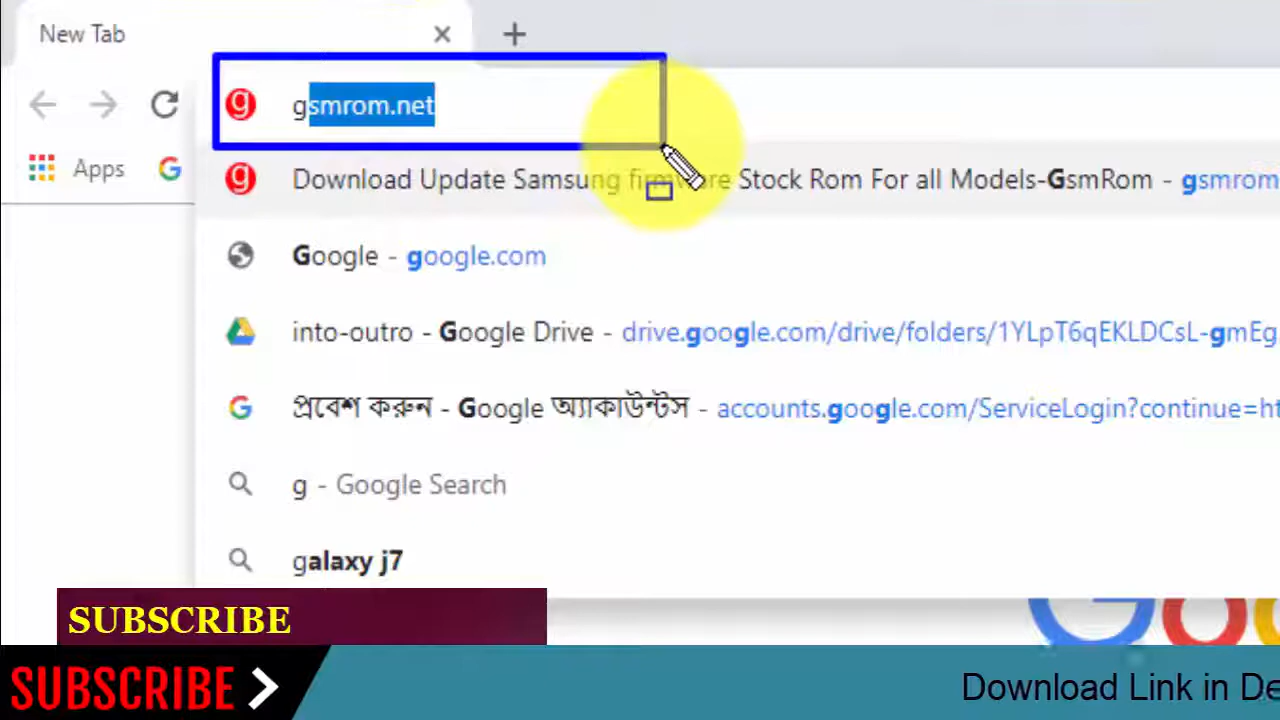 New Tab
gsmrom.net
Apps
Download Update Samsung firmware Stock Rom For all Models-GsmRom - gsmrom
Google - google.com
into-outro - Google Drive - drive.google.com/drive/folders/1YLpT6qEKLDCsL-gmEg
প্রবেশ করুন - Google অ্যাকাউন্টস - accounts.google.com/ServiceLogin?continue=ht
g - Google Search
galaxy j7
SUBSCRIBE
SUBSCRIBE
Download Link in De